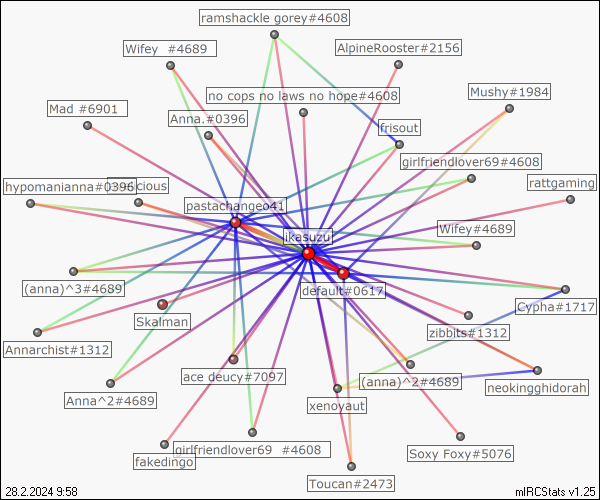 ramshackle gorey#4608
Wifey #4689
AlpineRooster#2156
Mushy#1984
no cops no laws no hope#4608
Mad #6901
Anna.#0396
frisout
girlfriendlover69#4608
hypomanianna#0396
rattgaming
pastachangeo41
ikasuzu
Wifey#4689
(anna)^3#4689
default#0617
Cypha#1717
Skalman
zibbits#1312
Annarchist#1312
ace deucy#7097
(anna)^2#4689
neokingghidorah
Anna^2#4689
xenoyaut
girlfriendlover69 #4608
Soxy Foxy#5076
fakedingo
Toucan#2473
28.2.2024 9:58
mIRCStats v1.25